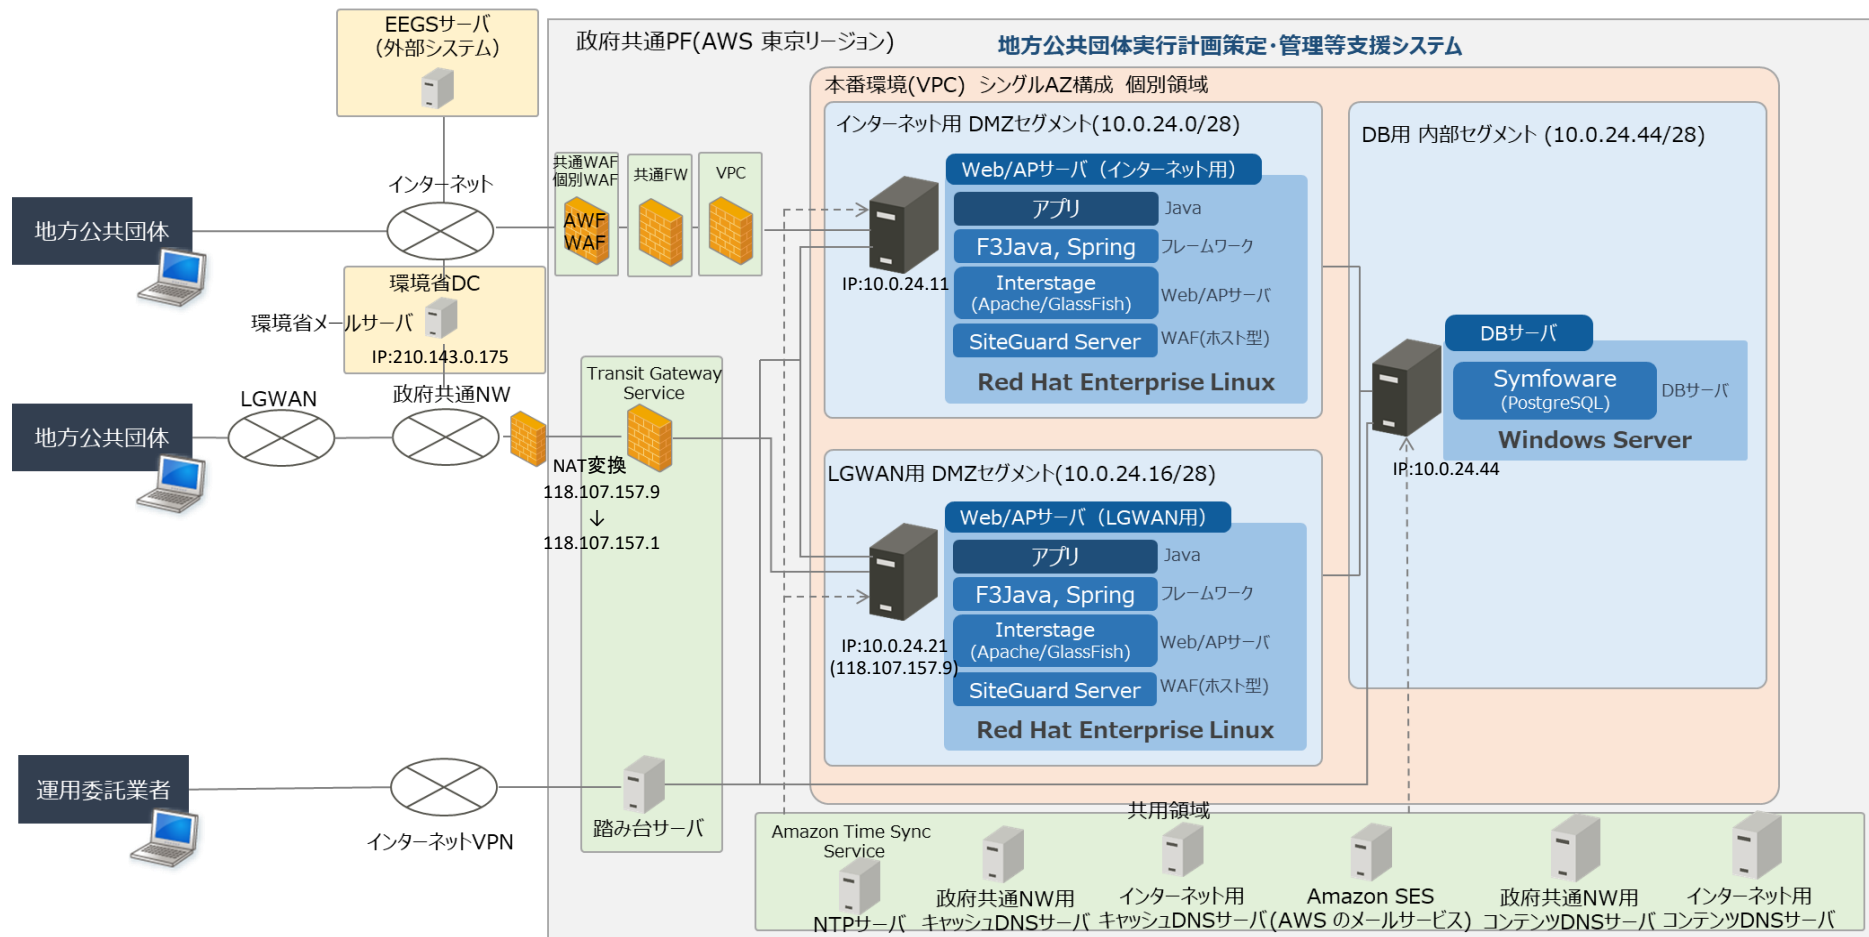 EEGSサーバ
（外部システム）
政府共通PF(AWS 東京リージョン)
地方公共団体実行計画策定・管理等支援システム
本番環境(VPC) シングルAZ構成 個別領域
インターネット用 DMZセグメント(10.0.24.0/28)
DB用 内部セグメント (10.0.24.44/28)
共通WAF
個別WAF
共通FW
VPC
AWF
WAF
インターネット
地方公共団体
Web/APサーバ（インターネット用）
アプリ
Java
F3Java, Spring
フレームワーク
Interstage
(Apache/GlassFish)
Web/APサーバ
SiteGuard Server
WAF(ホスト型)
Red Hat Enterprise Linux
IP:10.0.24.11
環境省DC
環境省メールサーバ
IP:210.143.0.175
DBサーバ
Symfoware
(PostgreSQL)
DBサーバ
Windows Server
IP:10.0.24.44
Transit Gateway
Service
LGWAN
政府共通NW
地方公共団体
NAT変換
118.107.157.9
↓
118.107.157.1
LGWAN用 DMZセグメント(10.0.24.16/28)
Web/APサーバ（LGWAN用）
アプリ
Java
F3Java, Spring
フレームワーク
Interstage
(Apache/GlassFish)
Web/APサーバ
SiteGuard Server
WAF(ホスト型)
Red Hat Enterprise Linux
IP:10.0.24.21
(118.107.157.9)
運用委託業者
インターネットVPN
踏み台サーバ
共用領域
Amazon Time Sync
Service
NTPサーバ
政府共通NW用
キャッシュDNSサーバ
インターネット用
キャッシュDNSサーバ
Amazon SES
(AWS のメールサービス)
政府共通NW用
コンテンツDNSサーバ
インターネット用
コンテンツDNSサーバ